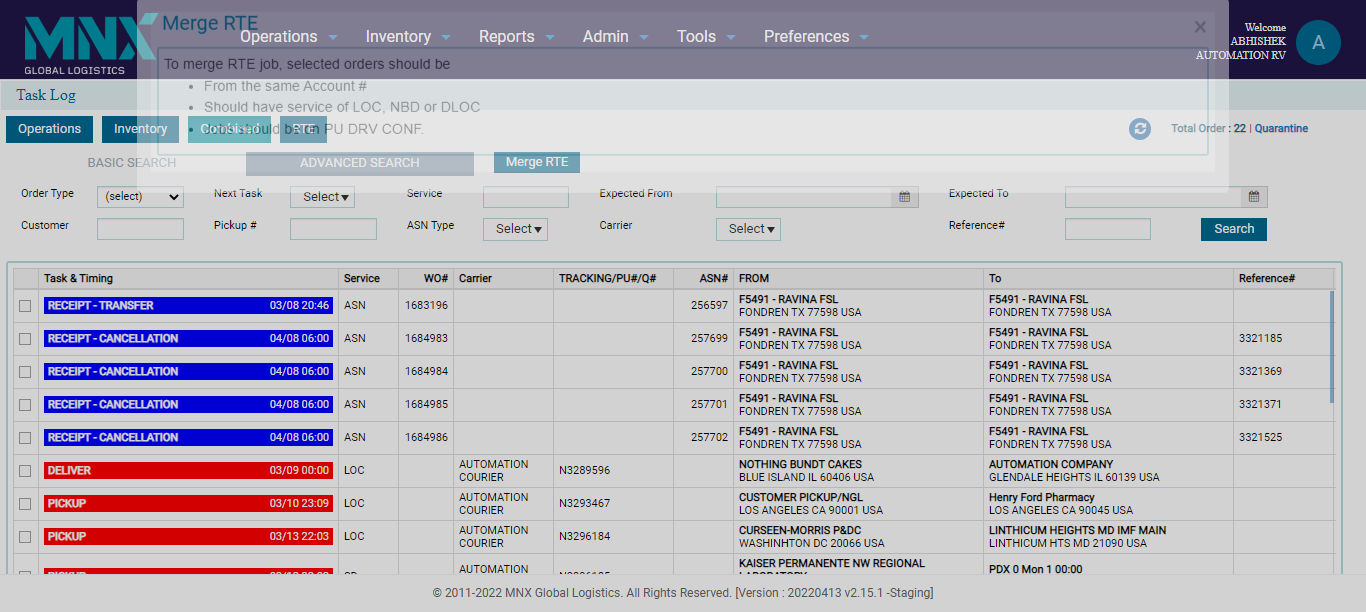 MNX
GLOBAL LOGISTICS
Merge RTE
×
Operations Inventory Reports Admin Tools Preferences
Welcome
ABHISHEK
AUTOMATION RV
A
To merge RTE job, selected orders should be
Task Log
From the same Account #
Should have service of LOC, NBD or DLOC
Jobs should be in PU DRV CONF.
Operations Inventory Combined RTE
Total Order : 22 | Quarantine
BASIC SEARCH ADVANCED SEARCH Merge RTE
Order Type (select) Next Task Select Service Expected From Expected To
Customer Pickup # ASN Type Select Carrier Select Reference# Search
Task & Timing Service WO# Carrier TRACKING/PU#/Q# ASN# FROM To Reference#
RECEIPT - TRANSFER 03/08 20:46 ASN 1683196 256597 F5491 - RAVINA FSL F5491 - RAVINA FSL
FONDREN TX 77598 USA FONDREN TX 77598 USA
RECEIPT - CANCELLATION 04/08 06:00 ASN 1684983 257699 F5491 - RAVINA FSL F5491 - RAVINA FSL 3321185
FONDREN TX 77598 USA FONDREN TX 77598 USA
RECEIPT - CANCELLATION 04/08 06:00 ASN 1684984 257700 F5491 - RAVINA FSL F5491 - RAVINA FSL 3321369
FONDREN TX 77598 USA FONDREN TX 77598 USA
RECEIPT - CANCELLATION 04/08 06:00 ASN 1684985 257701 F5491 - RAVINA FSL F5491 - RAVINA FSL 3321371
FONDREN TX 77598 USA FONDREN TX 77598 USA
RECEIPT - CANCELLATION 04/08 06:00 ASN 1684986 257702 F5491 - RAVINA FSL F5491 - RAVINA FSL 3321525
FONDREN TX 77598 USA FONDREN TX 77598 USA
DELIVER 03/09 00:00 LOC AUTOMATION COURIER N3289596 NOTHING BUNDT CAKES AUTOMATION COMPANY
BLUE ISLAND IL 60406 USA GLENDALE HEIGHTS IL 60139 USA
PICKUP 03/10 23:09 LOC AUTOMATION COURIER N3293467 CUSTOMER PICKUP/NGL Henry Ford Pharmacy
LOS ANGELES CA 90001 USA LOS ANGELES CA 90045 USA
PICKUP 03/13 22:03 LOC AUTOMATION COURIER N3296184 CURSEEN-MORRIS P&DC LINTHICUM HEIGHTS MD IMF MAIN
WASHINHTON DC 20066 USA LINTHICUM HTS MD 21090 USA
AUTOMATION KAISER PERMANENTE NW REGIONAL PDX 0 Mon 1 00:00
© 2011-2022 MNX Global Logistics. All Rights Reserved. [Version : 20220413 v2.15.1 -Staging]